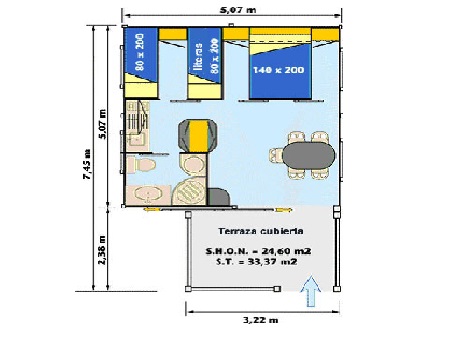 5,07 m
80 x 200
literas
80 x 200
140 x 200
5,07 m
7,45 m
2,38 m
Terraza cubierta
S.H.O.N. = 24,60 m2
S.T. = 33,37 m2
3,22 m